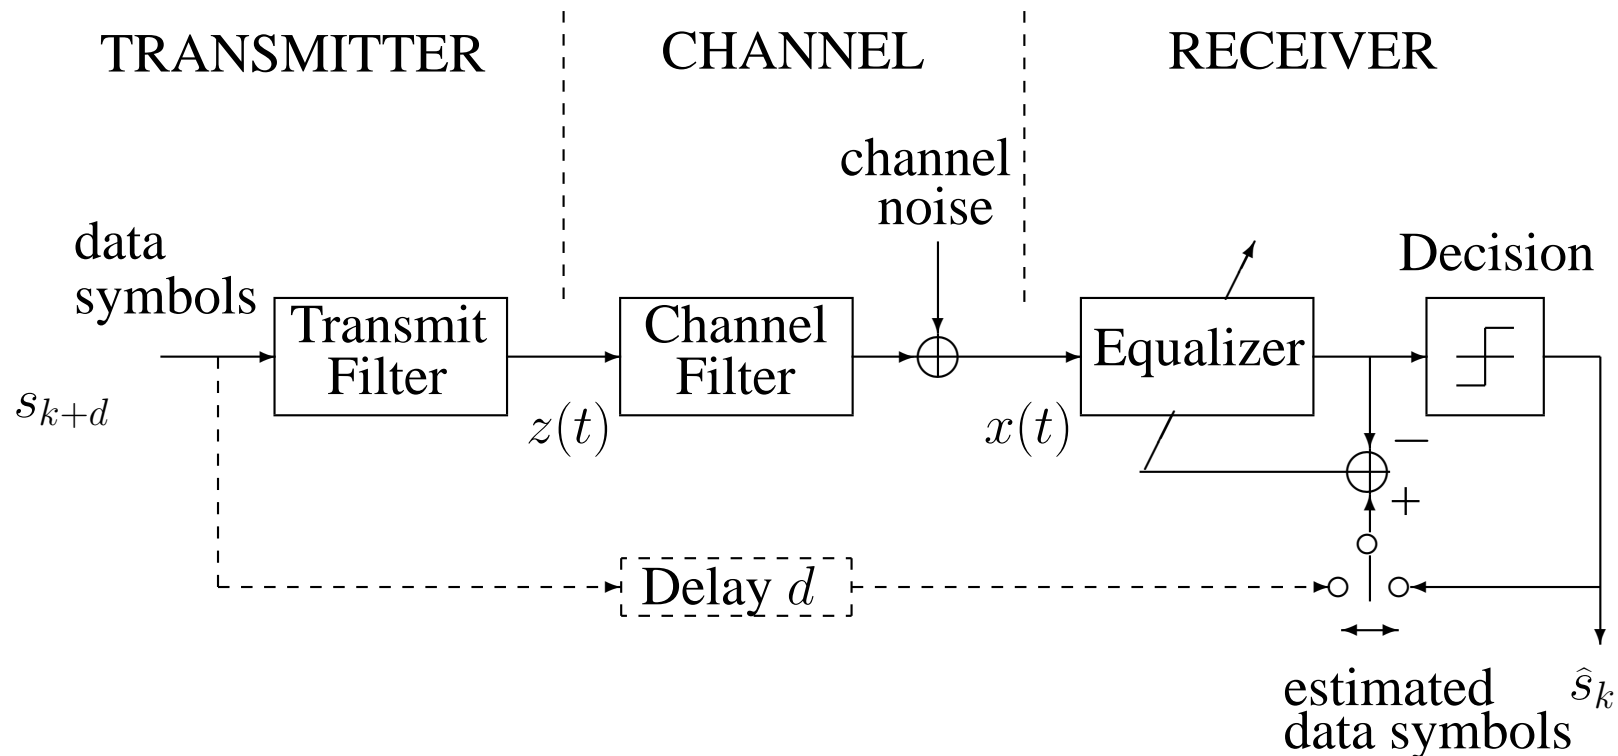 TRANSMITTER
CHANNEL
RECEIVER
channel
noise
data
symbols
Transmit
Filter
Channel
Filter
Equalizer
Decision
s_{k+d}
z(t)
x(t)
−
+
Delay d
estimated
data symbols
ŝ_k